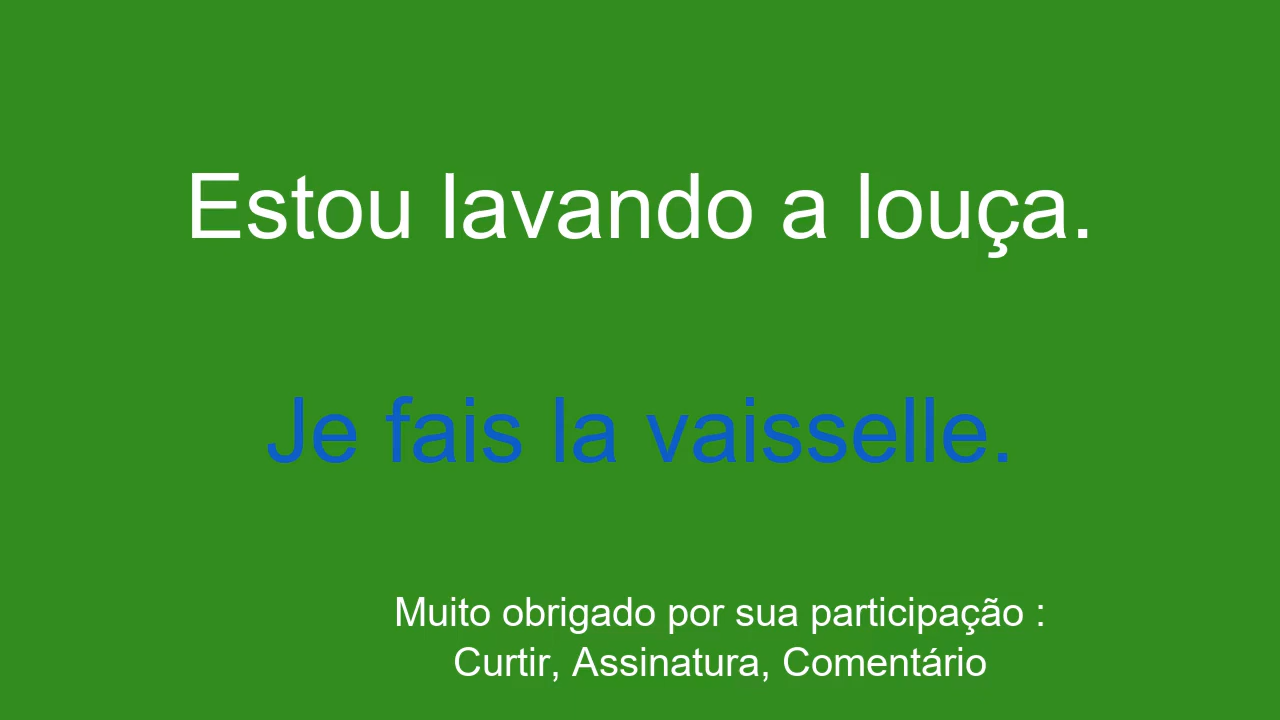 Estou lavando a louça.
Je fais la vaisselle.
Muito obrigado por sua participação :
Curtir, Assinatura, Comentário